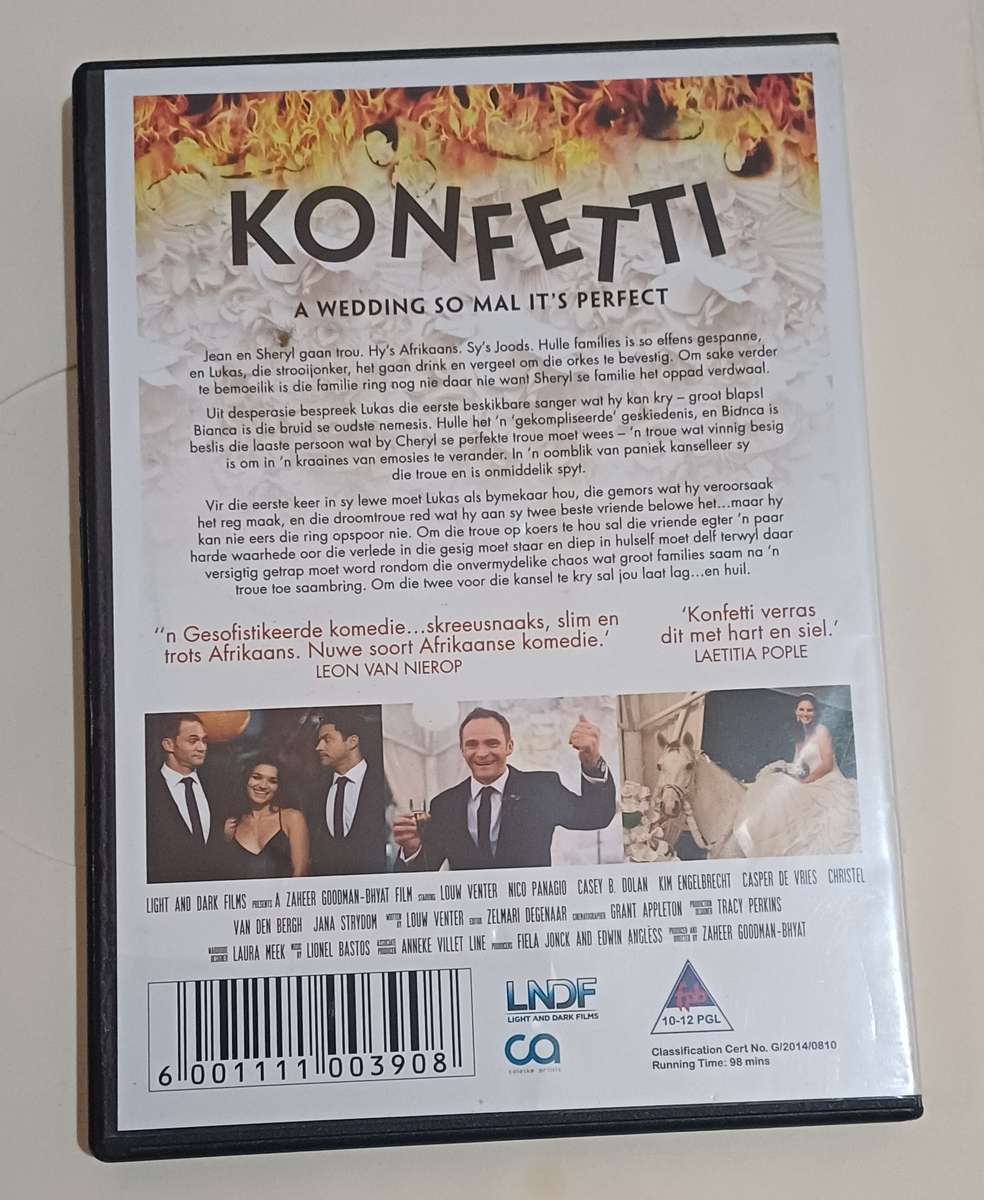 KONFETTI
A WEDDING SO MAL IT'S PERFECT
Jean en Sheryl gaan trou. Hy's Afrikaans. Sy's Joods. Hulle families is so effens gespanne,
en Lukas, die strooijonker, het gaan drink en vergeet om die orkes te bevestig. Om sake verder
te bemoeilik is die familie ring nog nie daar nie want Sheryl se familie het oppad verdwaal.
Uit desperasie bespreek Lukas die eerste beskikbare sanger wat hy kan kry – groot blaps!
Bianca is die bruid se oudste nemesis. Hulle het 'n 'gekompliseerde' geskiedenis, en Bianca is
beslis die laaste persoon wat by Cheryl se perfekte troue moet wees – 'n troue wat vinnig besig
is om in 'n kraaines van emosies te verander. In 'n oomblik van paniek kanselleer sy
die troue en is onmiddelik spyt.
Vir die eerste keer in sy lewe moet Lukas als bymekaar hou, die gemors wat hy veroorsaak
het reg maak, en die droomtroue red wat hy aan sy twee beste vriende belowe het...maar hy
kan nie eers die ring opspoor nie. Om die troue op koers te hou sal die vriende egter 'n paar
harde waarhede oor die verlede in die gesig moet staar en diep in hulself moet delf terwyl daar
versigtig getrap moet word rondom die onvermydelike chaos wat groot families saam na 'n
troue toe saambring. Om die twee voor die kansel te kry sal jou laat lag...en huil.
''n Gesofistikeerde komedie...skreeusnaaks, slim en
trots Afrikaans. Nuwe soort Afrikaanse komedie.'
LEON VAN NIEROP
'Konfetti verras
dit met hart en siel.'
LAETITIA POPLE
LIGHT AND DARK FILMS PRESENTS A ZAHEER GOODMAN-BHYAT FILM STARRING LOUW VENTER NICO PANAGIO CASEY B. DOLAN KIM ENGELBRECHT CASPER DE VRIES CHRISTEL
VAN DEN BERGH JANA STRYDOM WRITTEN BY LOUW VENTER EDITOR ZELMARI DEGENAAR CINEMATOGRAPHER GRANT APPLETON PRODUCTION DESIGNER TRACY PERKINS
WARDROBE DESIGNER LAURA MEEK MUSIC BY LIONEL BASTOS ASSOCIATE PRODUCER ANNEKE VILLET LINE PRODUCERS FIELA JONCK AND EDWIN ANGLESS PRODUCED AND DIRECTED BY ZAHEER GOODMAN-BHYAT
6 001111 003908
LNDF
LIGHT AND DARK FILMS
ca
fpb
10-12 PGL
Classification Cert No. G/2014/0810
Running Time: 98 mins